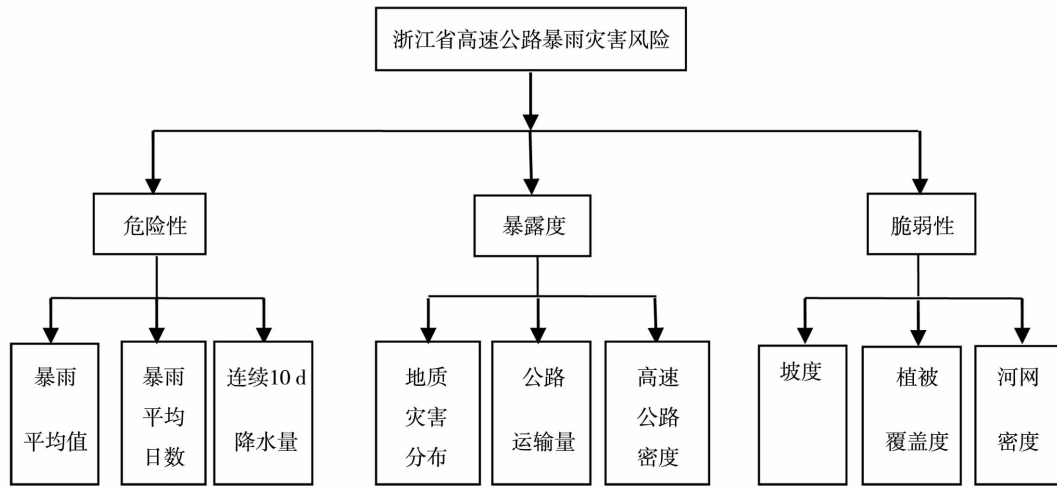 浙江省高速公路暴雨灾害风险
危险性
暴露度
脆弱性
暴雨
平均值
暴雨
平均
日数
连续10 d
降水量
地质
灾害
分布
公路
运输量
高速
公路
密度
坡度
植被
覆盖度
河网
密度